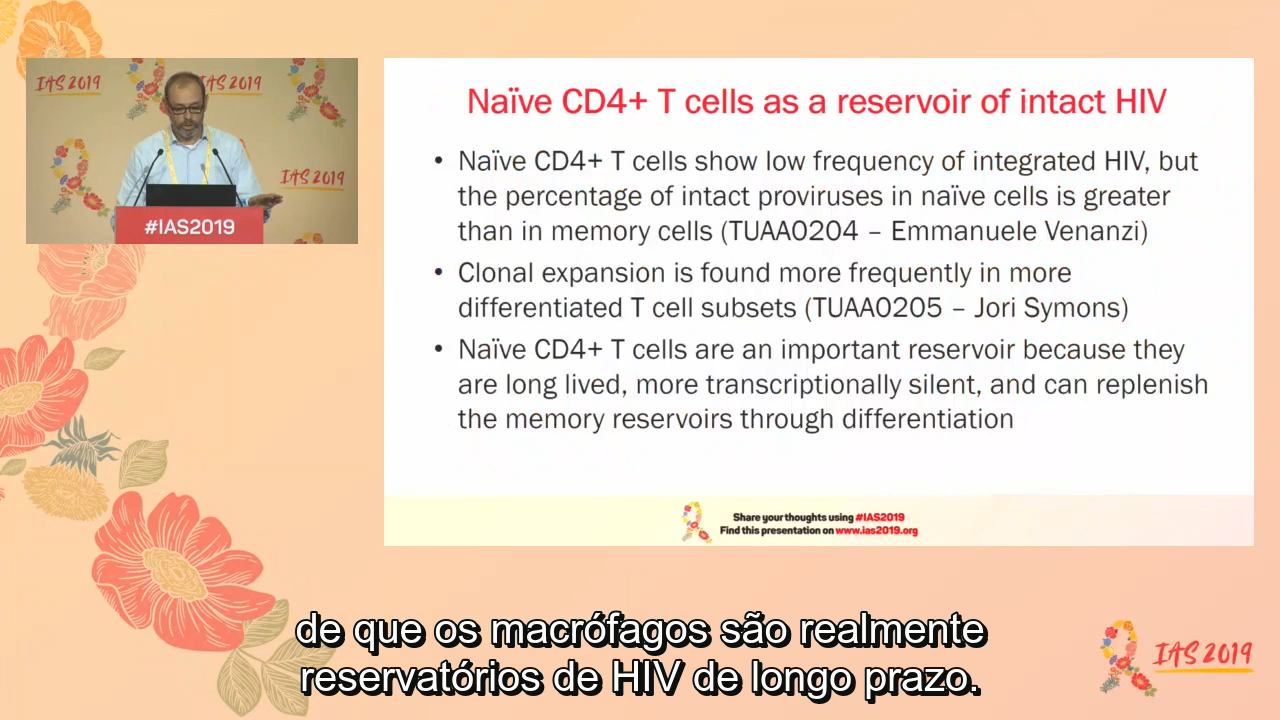 IAS 2019
IAS 2019
IAS 2019
#IAS2019
Naïve CD4+ T cells as a reservoir of intact HIV
• Naïve CD4+ T cells show low frequency of integrated HIV, but
the percentage of intact proviruses in naïve cells is greater
than in memory cells (TUAA0204 – Emmanuele Venanzi)
• Clonal expansion is found more frequently in more
differentiated T cell subsets (TUAA0205 – Jori Symons)
• Naïve CD4+ T cells are an important reservoir because they
are long lived, more transcriptionally silent, and can replenish
the memory reservoirs through differentiation
Share your thoughts using #IAS2019
Find this presentation on www.ias2019.org
de que os macrófagos são realmente
reservatórios de HIV de longo prazo.
IAS 2019